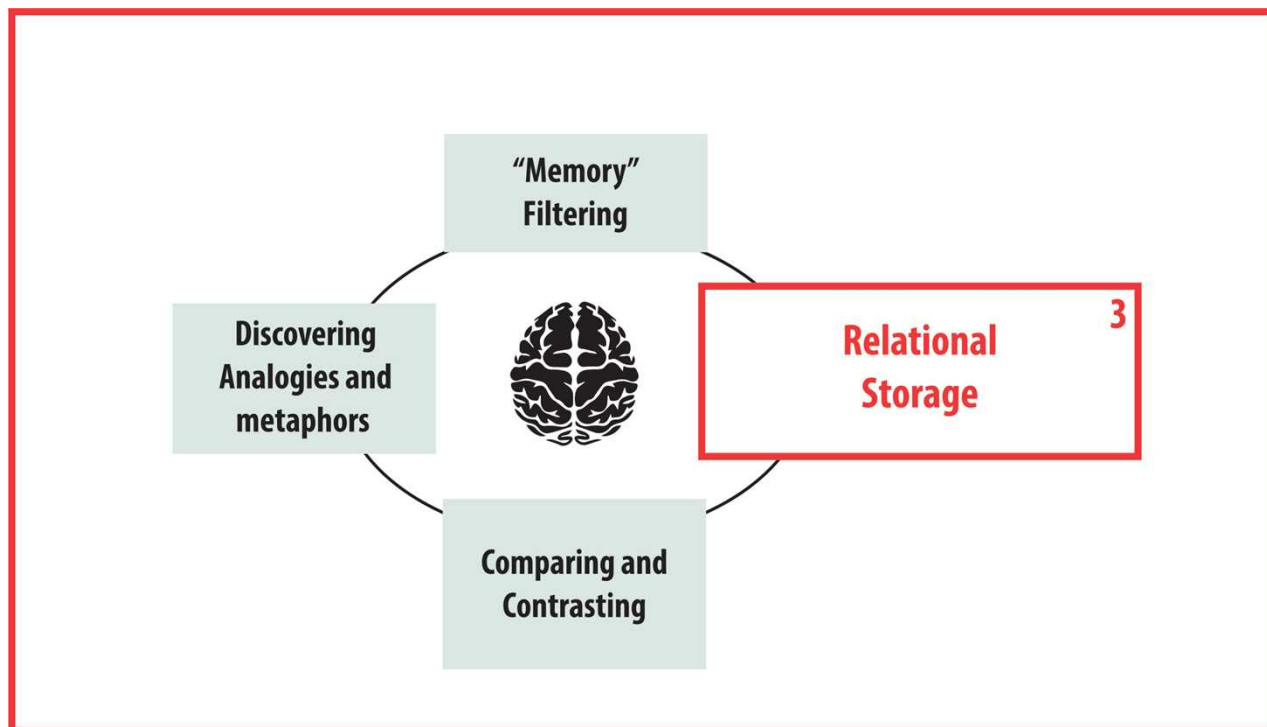 “Memory”
Filtering
3
Relational
Storage
Discovering
Analogies and
metaphors
Comparing and
Contrasting